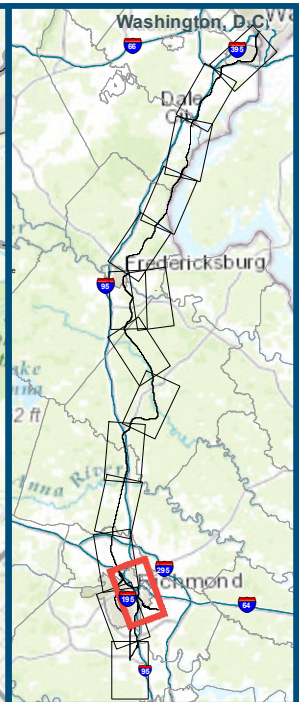 Washington, D.C.
66
395
Dale
City
Fredericksburg
95
2 ft
Anna River
295
Richmond
195
64
95